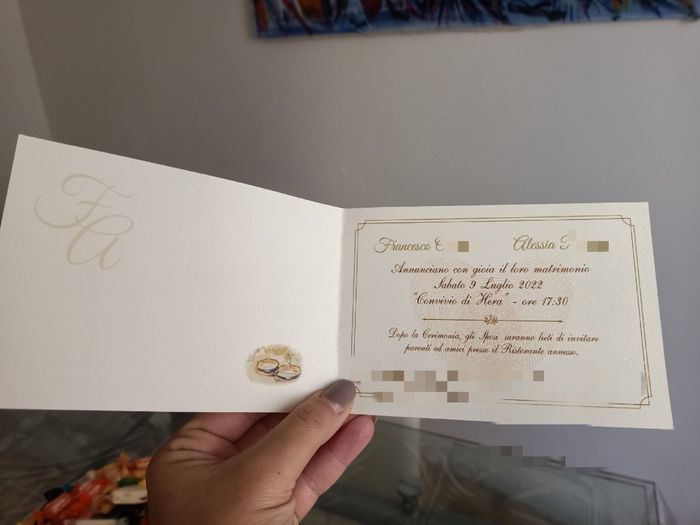 FA
Francesco
Alessia
Annunciano con gioia il loro matrimonio
Sabato 9 Luglio 2022
"Convivio di Hera" - ore 17.30
Dopo la Cerimonia, gli Sposi saranno lieti di invitare
parenti ed amici presso il Ristorante annesso.